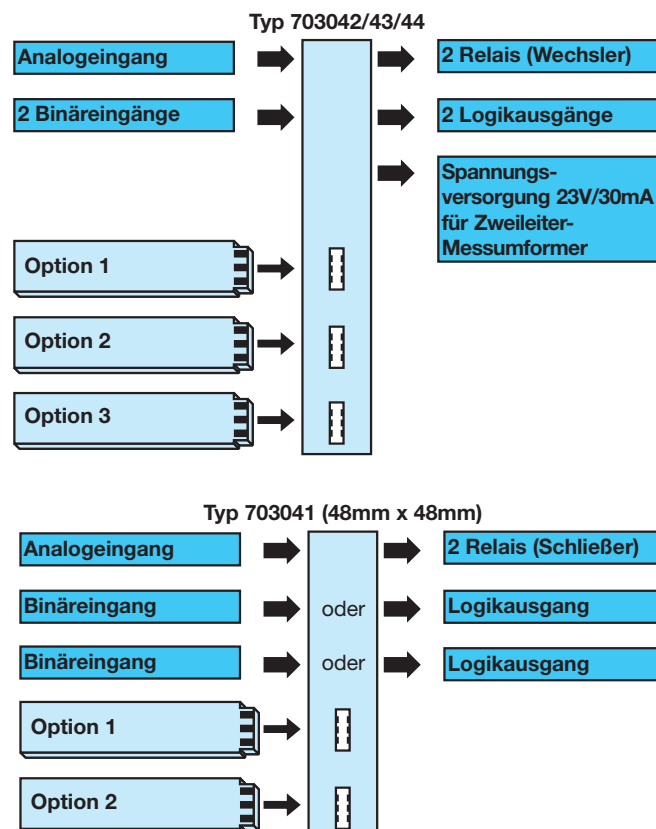 Typ 703042/43/44
Analogeingang
2 Relais (Wechsler)
2 Binäreingänge
2 Logikausgänge
Spannungs-
versorgung 23V/30mA
für Zweileiter-
Messumformer
Option 1
Option 2
Option 3
Typ 703041 (48mm x 48mm)
Analogeingang
2 Relais (Schließer)
Binäreingang
oder
Logikausgang
Binäreingang
oder
Logikausgang
Option 1
Option 2